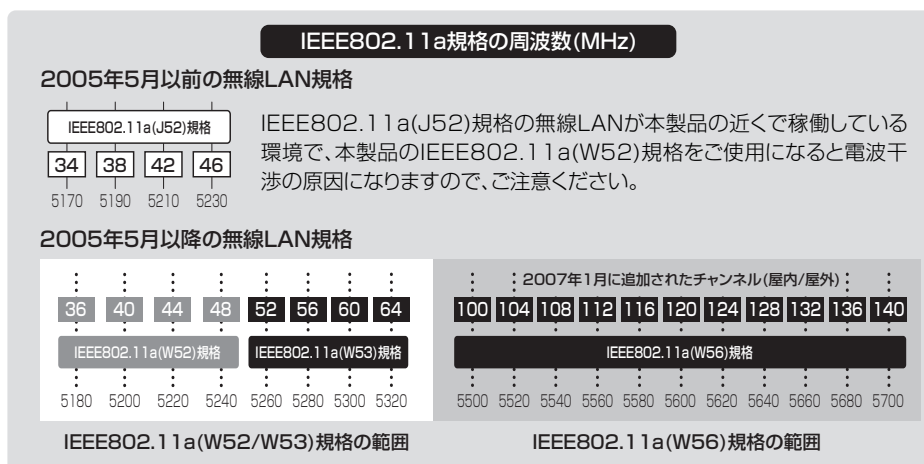 IEEE802.11a規格の周波数(MHz)
2005年5月以前の無線LAN規格
IEEE802.11a(J52)規格
34 38 42 46
5170 5190 5210 5230
IEEE802.11a(J52)規格の無線LANが本製品の近くで稼働している
環境で、本製品のIEEE802.11a(W52)規格をご使用になると電波干
渉の原因になりますので、ご注意ください。
2005年5月以降の無線LAN規格
2007年1月に追加されたチャンネル(屋内/屋外)
36 40 44 48 52 56 60 64 100 104 108 112 116 120 124 128 132 136 140
IEEE802.11a(W52)規格 IEEE802.11a(W53)規格 IEEE802.11a(W56)規格
5180 5200 5220 5240 5260 5280 5300 5320 5500 5520 5540 5560 5580 5600 5620 5640 5660 5680 5700
IEEE802.11a(W52/W53)規格の範囲 IEEE802.11a(W56)規格の範囲